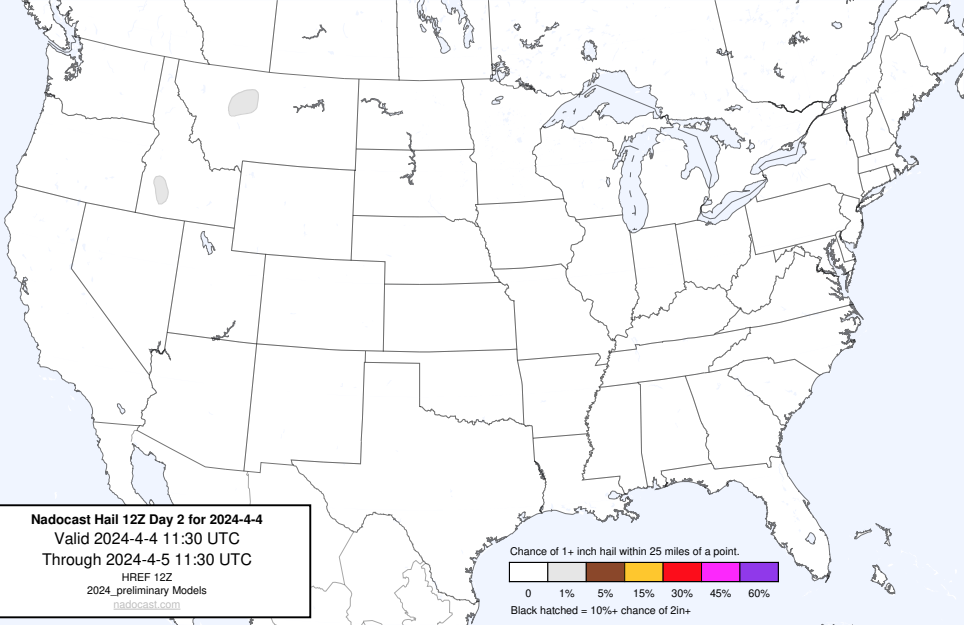 Nadocast Hail 12Z Day 2 for 2024-4-4
Valid 2024-4-4 11:30 UTC
Through 2024-4-5 11:30 UTC
HREF 12Z
2024_preliminary Models
nadocast.com
Chance of 1+ inch hail within 25 miles of a point.
0 1% 5% 15% 30% 45% 60%
Black hatched = 10%+ chance of 2in+